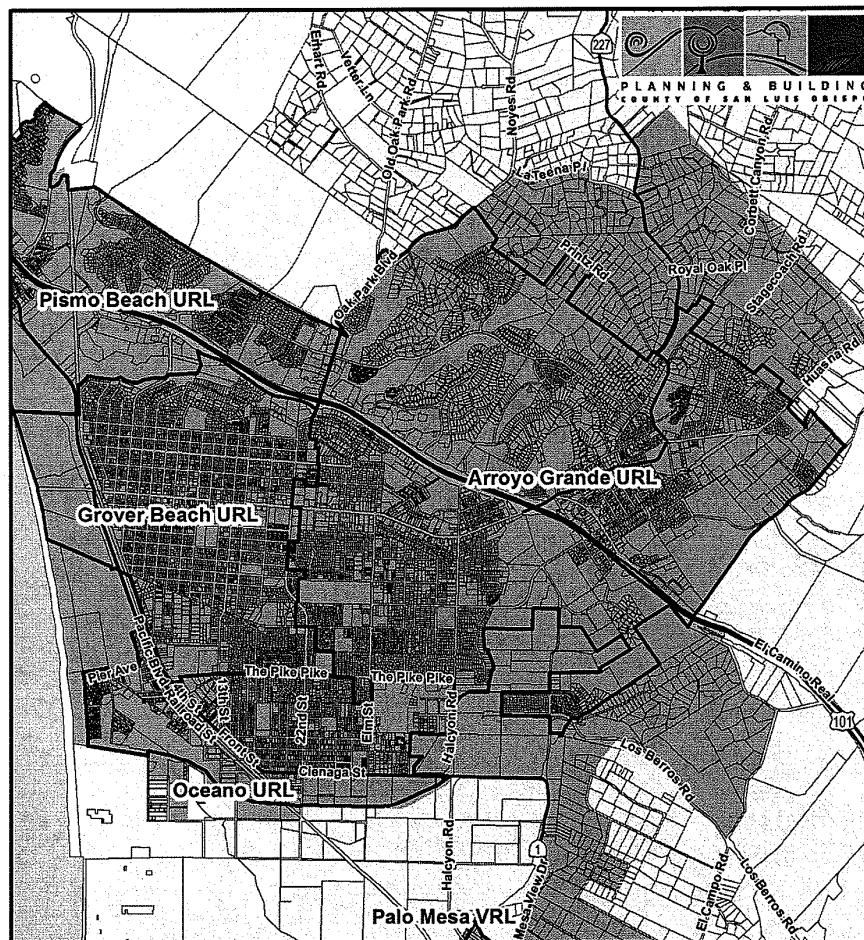 227
PLANNING & BUILDING
COUNTY OF SAN LUIS OBISP
Erhart Rd
Vetter Ln
Old Oak Park Rd
Noyes Rd
La Teena Pl
Corbett Canyon Rd
Printz Rd
Royal Oak Pl
Stagecoach Rd
Oak Park Blvd
Huasna Rd
Pismo Beach URL
Arroyo Grande URL
Grover Beach URL
Pacific Blvd
Pier Ave
4th St
Railroad St
13th St
Front St
The Pike Pike
The Pike Pike
22nd St
Elm St
Halcyon Rd
El Camino Real
101
Cienaga St
Los Berros Rd
Oceano URL
Halcyon Rd
1
Mesa View Dr
El Campo Rd
Los Berros Rd
Palo Mesa VRL